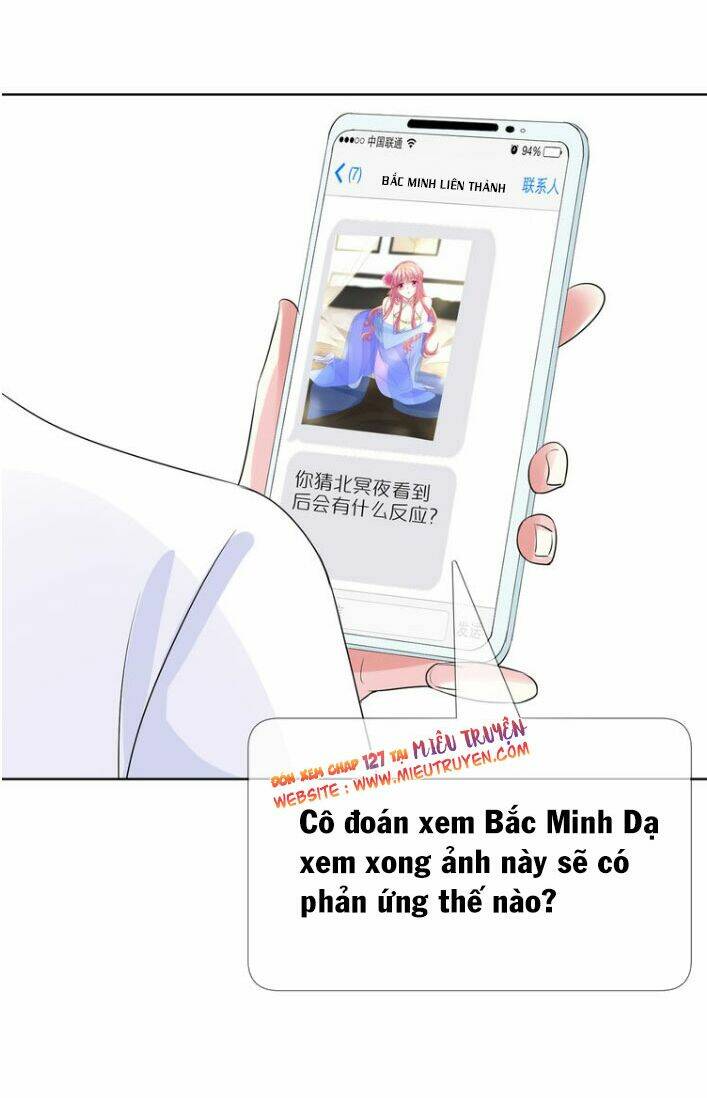 中国联通
94%
(7)
BẮC MINH LIÊN THÀNH
联系人
你猜北冥夜看到
后会有什么反应?
发送
ĐÓN XEM CHAP 127 TẠI MIÊU TRUYỆN
WEBSITE : WWW.MIEUTRUYEN.COM
Cô đoán xem Bắc Minh Dạ
xem xong ảnh này sẽ có
phản ứng thế nào?